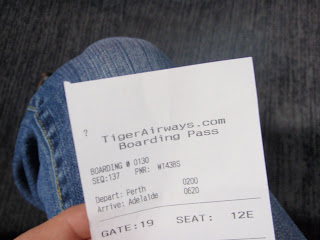 ?
TigerAirways.com
Boarding Pass
BOARDING # 0130
SEQ:137 PNR: W143BS
Depart: Perth 0200
Arrive: Adelaide 0620
GATE:19 SEAT: 12E